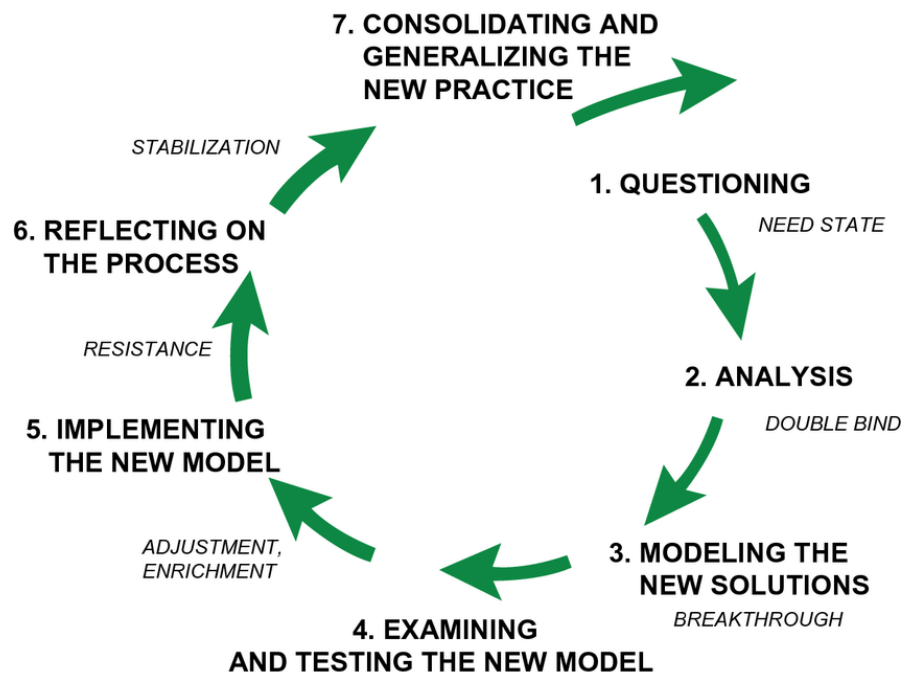 7. CONSOLIDATING AND
GENERALIZING THE
NEW PRACTICE
1. QUESTIONING
NEED STATE
2. ANALYSIS
DOUBLE BIND
3. MODELING THE
NEW SOLUTIONS
BREAKTHROUGH
4. EXAMINING
AND TESTING THE NEW MODEL
ADJUSTMENT,
ENRICHMENT
5. IMPLEMENTING
THE NEW MODEL
RESISTANCE
6. REFLECTING ON
THE PROCESS
STABILIZATION